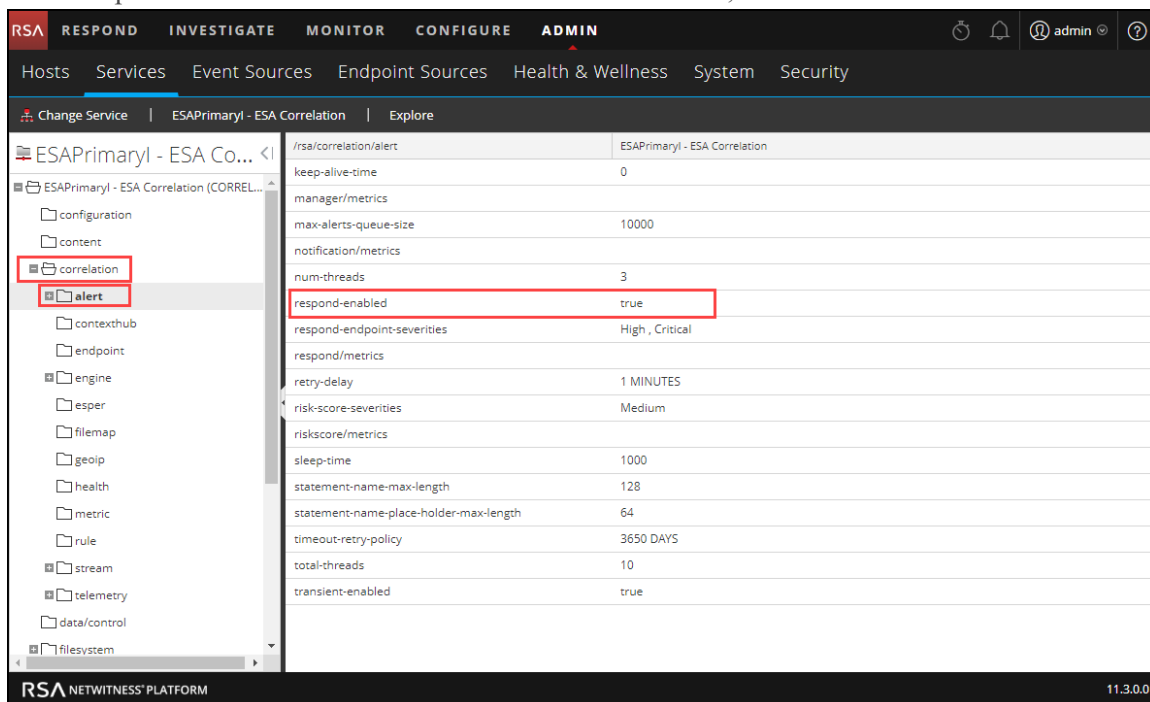 RSA RESPOND INVESTIGATE MONITOR CONFIGURE ADMIN admin ?
Hosts Services Event Sources Endpoint Sources Health & Wellness System Security
Change Service | ESAPrimaryI - ESA Correlation | Explore
ESAPrimaryI - ESA Co...
ESAPrimaryI - ESA Correlation (CORREL...
configuration
content
correlation
alert
contexthub
endpoint
engine
esper
filemap
geoip
health
metric
rule
stream
telemetry
data/control
filesystem
/rsa/correlation/alert ESAPrimaryI - ESA Correlation
keep-alive-time 0
manager/metrics
max-alerts-queue-size 10000
notification/metrics
num-threads 3
respond-enabled true
respond-endpoint-severities High , Critical
respond/metrics
retry-delay 1 MINUTES
risk-score-severities Medium
riskscore/metrics
sleep-time 1000
statement-name-max-length 128
statement-name-place-holder-max-length 64
timeout-retry-policy 3650 DAYS
total-threads 10
transient-enabled true
RSA NETWITNESS® PLATFORM 11.3.0.0